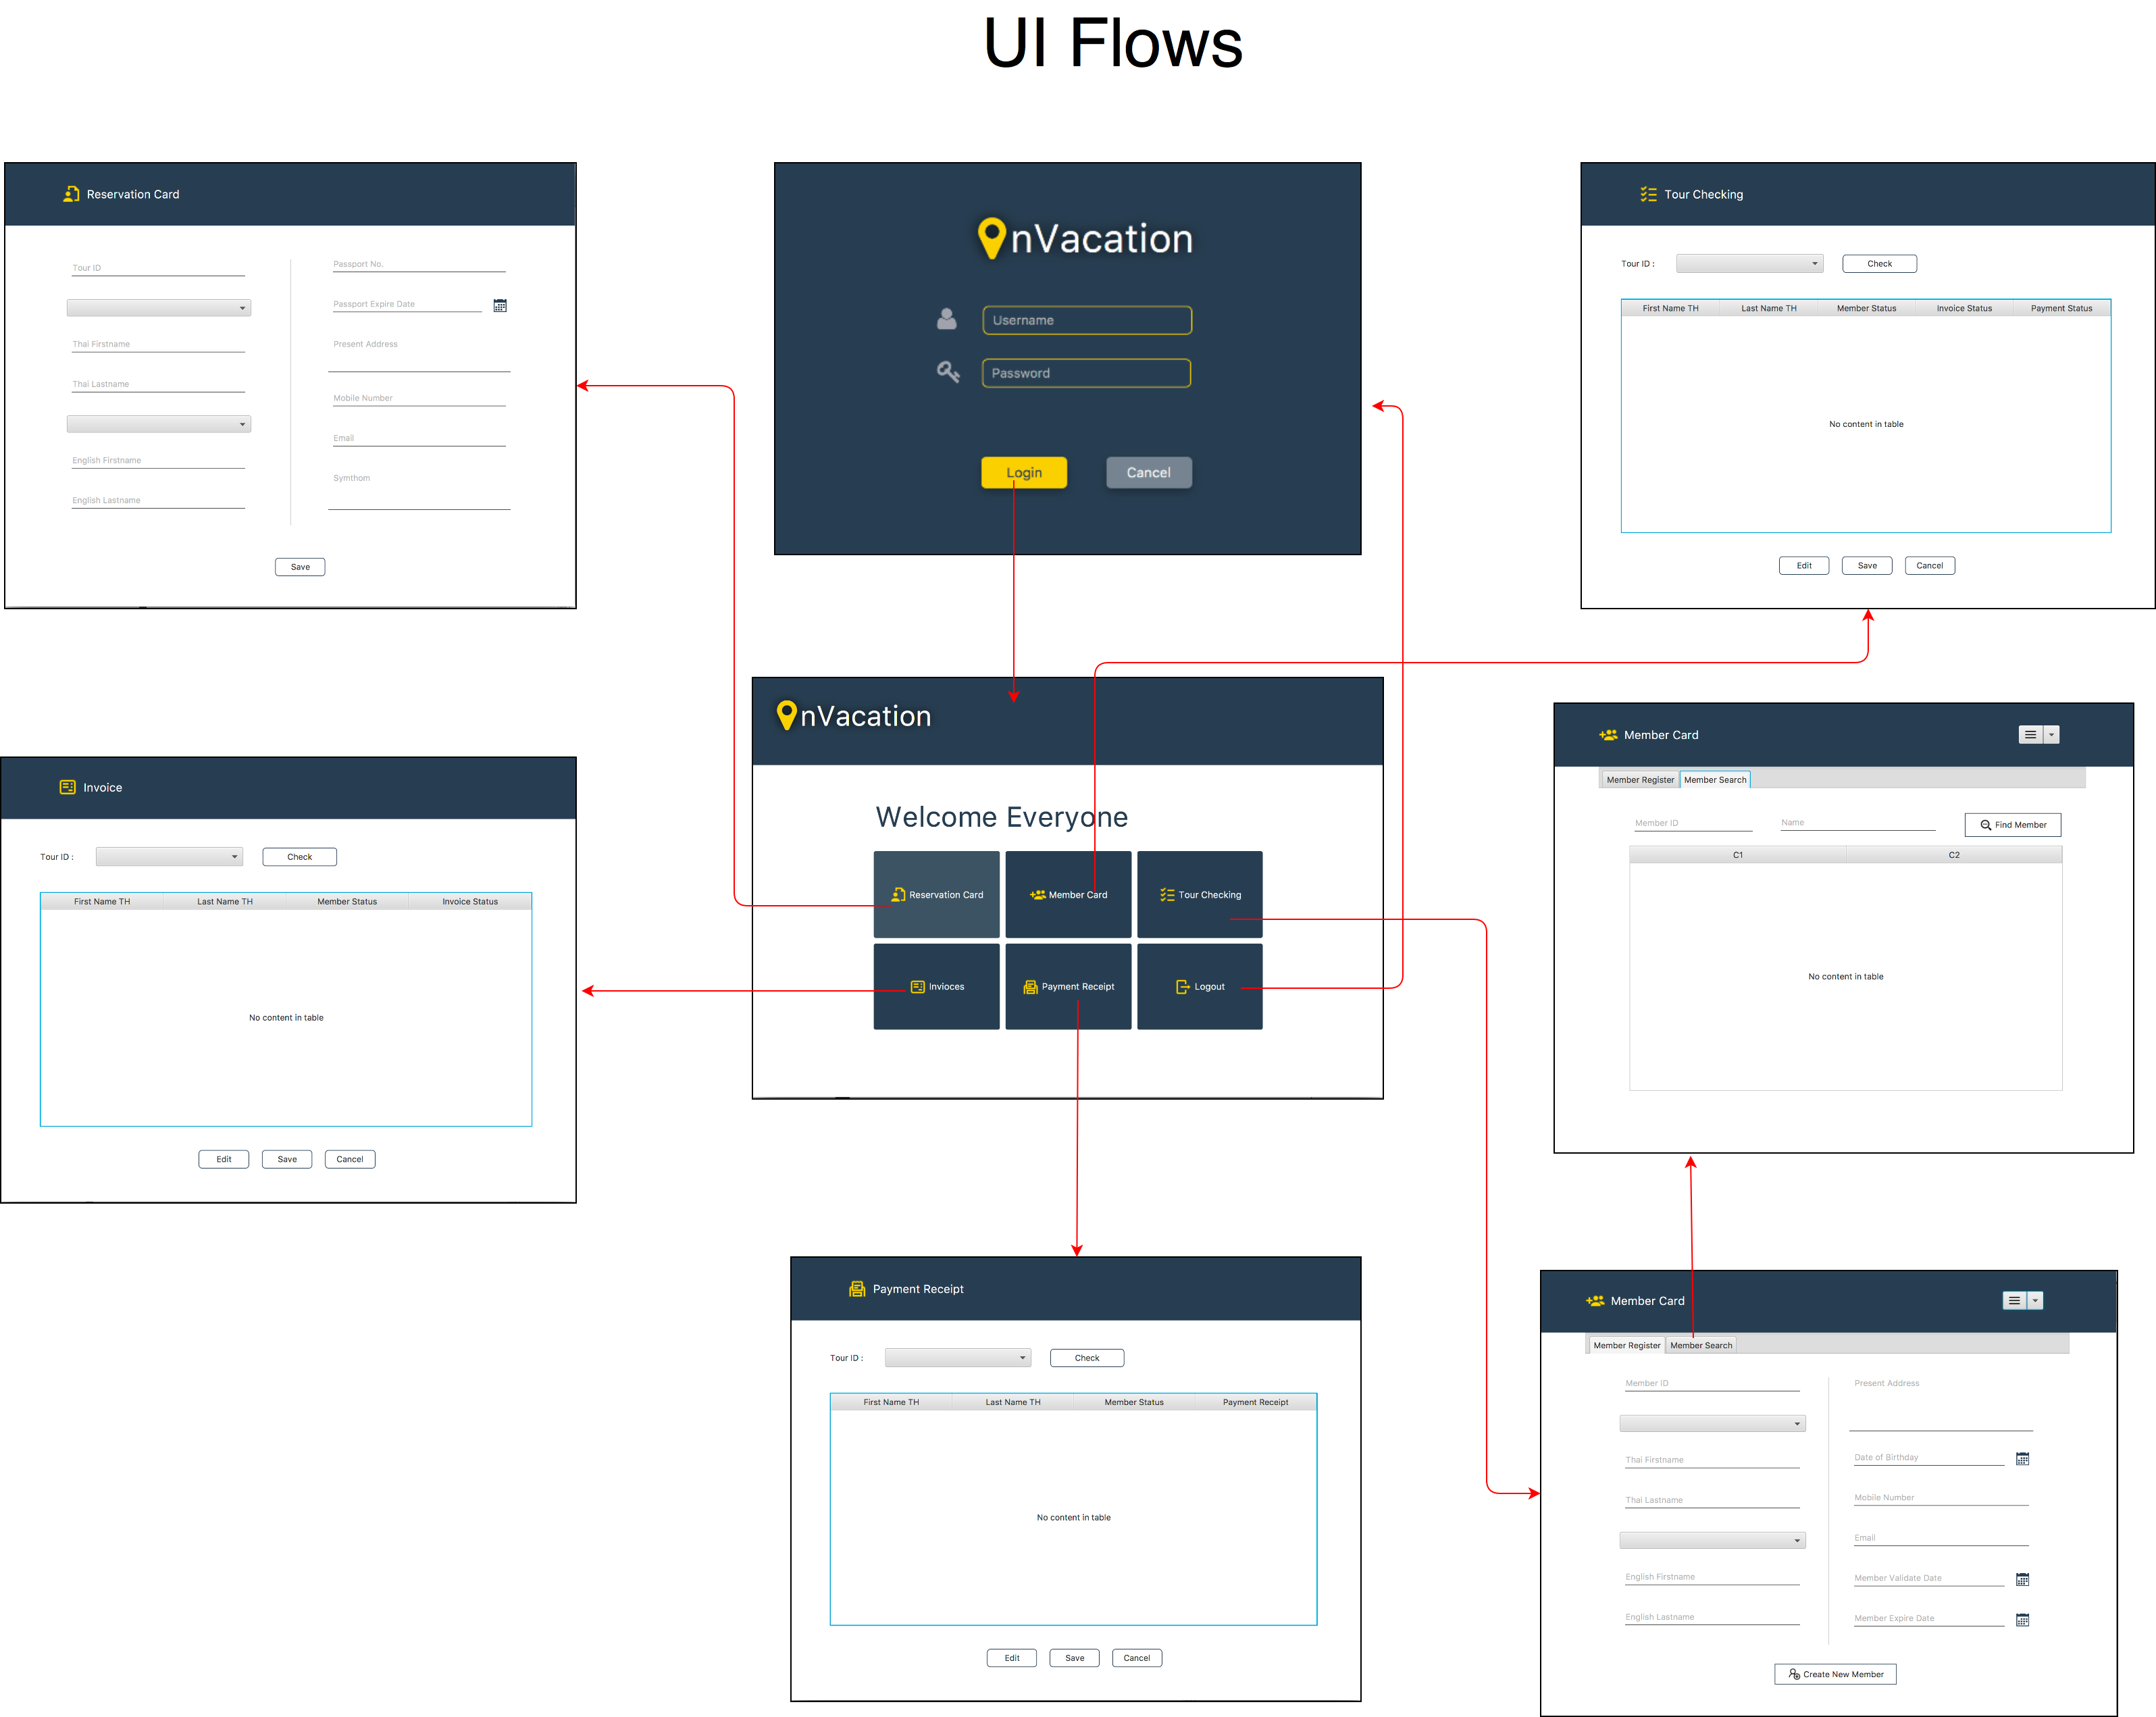 UI Flows
Reservation Card
Tour ID
Thai Firstname
Thai Lastname
English Firstname
English Lastname
Passport No.
Passport Expire Date
Present Address
Mobile Number
Email
Symthom
Save
nVacation
Username
Password
Login
Cancel
Tour Checking
Tour ID :
Check
First Name TH
Last Name TH
Member Status
Invoice Status
Payment Status
No content in table
Edit
Save
Cancel
Invoice
Tour ID :
Check
First Name TH
Last Name TH
Member Status
Invoice Status
No content in table
Edit
Save
Cancel
nVacation
Welcome Everyone
Reservation Card
Member Card
Tour Checking
Invioces
Payment Receipt
Logout
Member Card
Member Register
Member Search
Member ID
Name
Find Member
C1
C2
No content in table
Payment Receipt
Tour ID :
Check
First Name TH
Last Name TH
Member Status
Payment Receipt
No content in table
Edit
Save
Cancel
Member Card
Member Register
Member Search
Member ID
Thai Firstname
Thai Lastname
English Firstname
English Lastname
Present Address
Date of Birthday
Mobile Number
Email
Member Validate Date
Member Expire Date
Create New Member